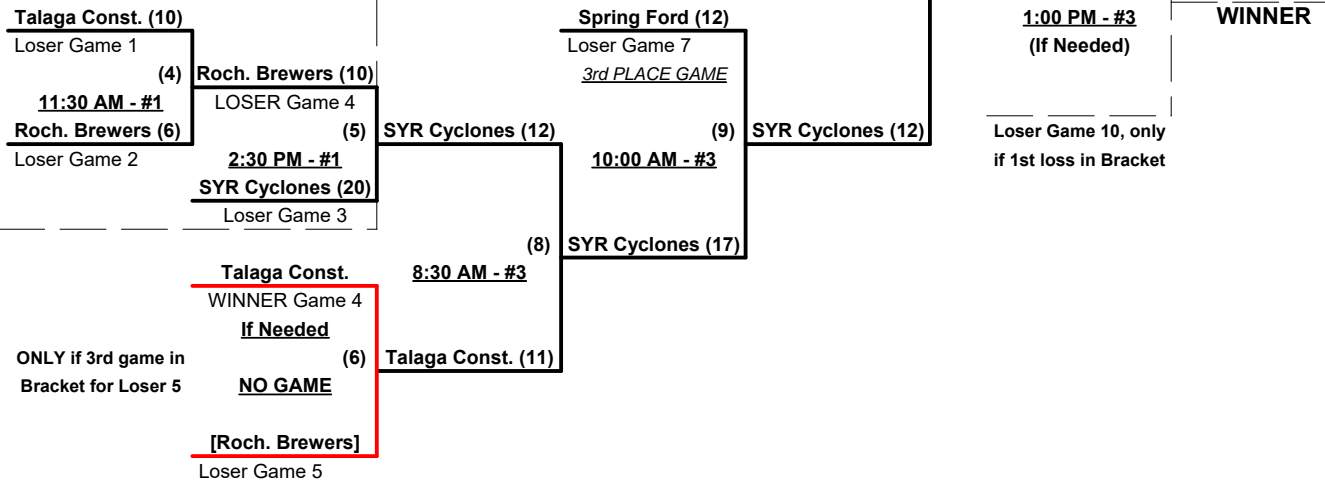 Talaga Const. (10)
Loser Game 1
(4)
11:30 AM - #1
Roch. Brewers (6)
Loser Game 2
Roch. Brewers (10)
LOSER Game 4
(5)
2:30 PM - #1
SYR Cyclones (20)
Loser Game 3
Talaga Const.
WINNER Game 4
If Needed
ONLY if 3rd game in
Bracket for Loser 5
(6)
NO GAME
[Roch. Brewers]
Loser Game 5
SYR Cyclones (12)
(8)
8:30 AM - #3
Talaga Const. (11)
Spring Ford (12)
Loser Game 7
3rd PLACE GAME
(9)
10:00 AM - #3
SYR Cyclones (17)
SYR Cyclones (12)
1:00 PM - #3
(If Needed)
Loser Game 10, only
if 1st loss in Bracket
WINNER